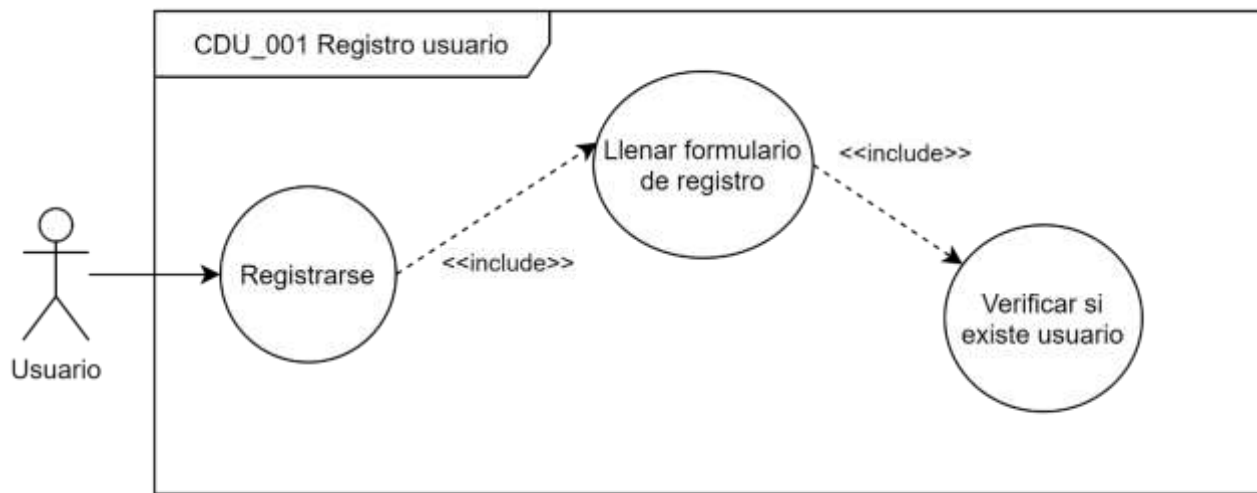 CDU_001 Registro usuario
Llenar formulario
de registro
<<include>>
<<include>>
Registrarse
Verificar si
existe usuario
Usuario